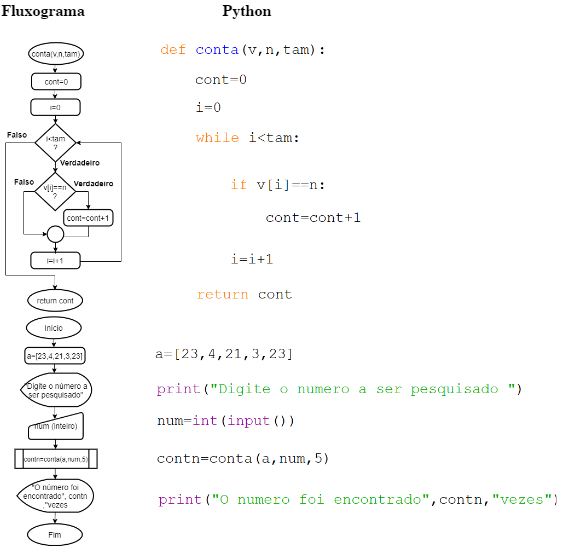 Fluxograma
Python
conta(v,n,tam)
cont=0
i=0
Falso
i<tam
?
Verdadeiro
Falso
v[i]==n
?
Verdadeiro
cont=cont+1
i=i+1
return cont
Início
a=[23,4,21,3,23]
"Digite o número a
ser pesquisado"
num (inteiro)
contn=conta(a,num,5)
"O número foi
encontrado", contn
,"vezes
Fim
def conta(v,n,tam):
cont=0
i=0
while i<tam:
if v[i]==n:
cont=cont+1
i=i+1
return cont
a=[23,4,21,3,23]
print("Digite o numero a ser pesquisado ")
num=int(input())
contn=conta(a,num,5)
print("O numero foi encontrado",contn,"vezes")